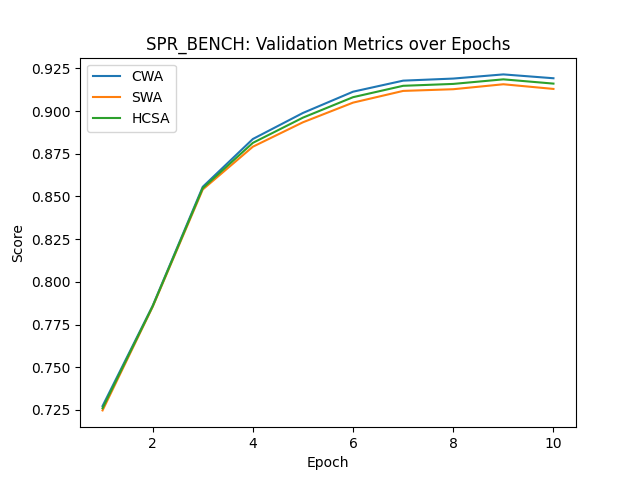 SPR_BENCH: Validation Metrics over Epochs
CWA
SWA
HCSA
Score
0.925
0.900
0.875
0.850
0.825
0.800
0.775
0.750
0.725
2 4 6 8 10
Epoch